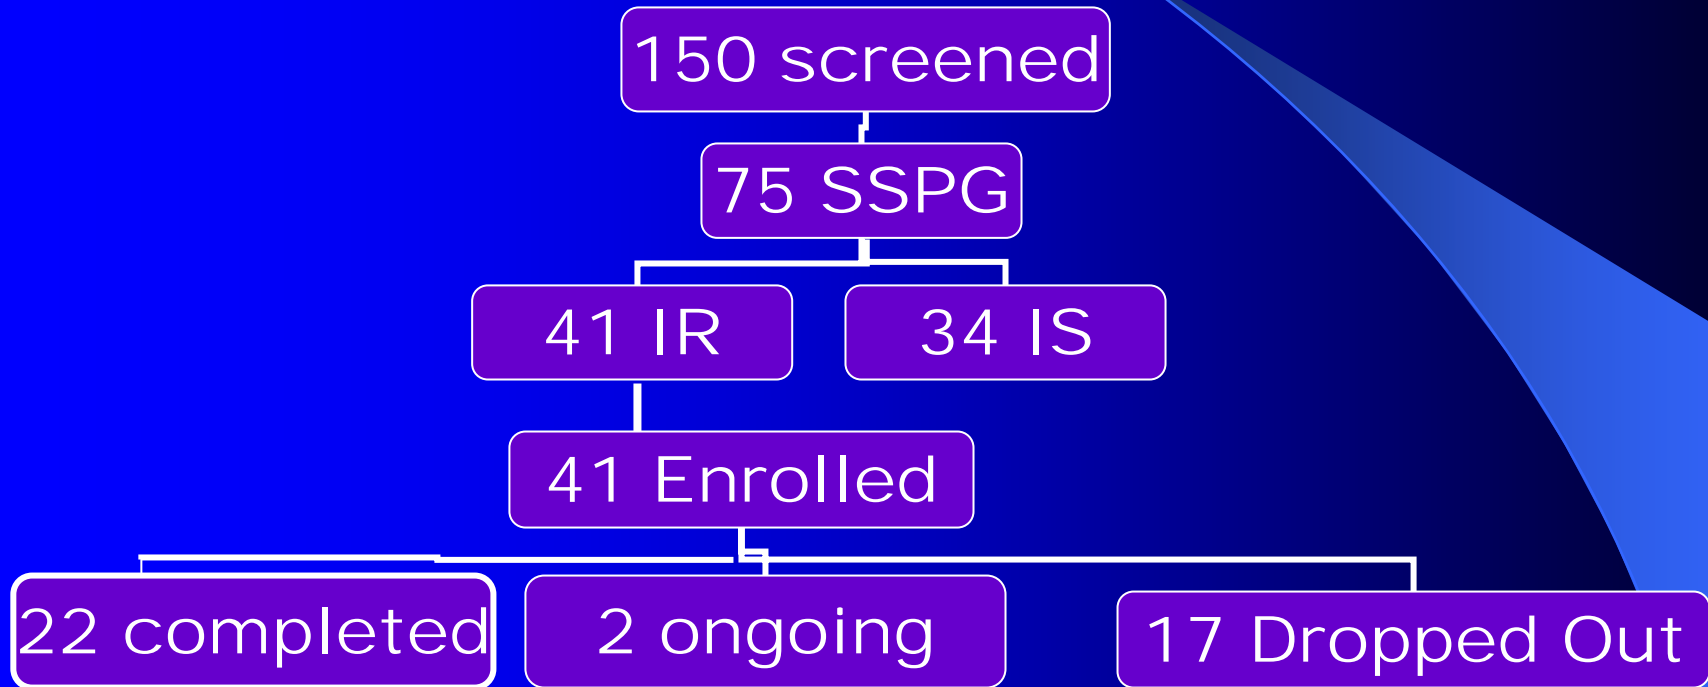 150 screened
75 SSPG
41 IR
34 IS
41 Enrolled
22 completed
2 ongoing
17 Dropped Out